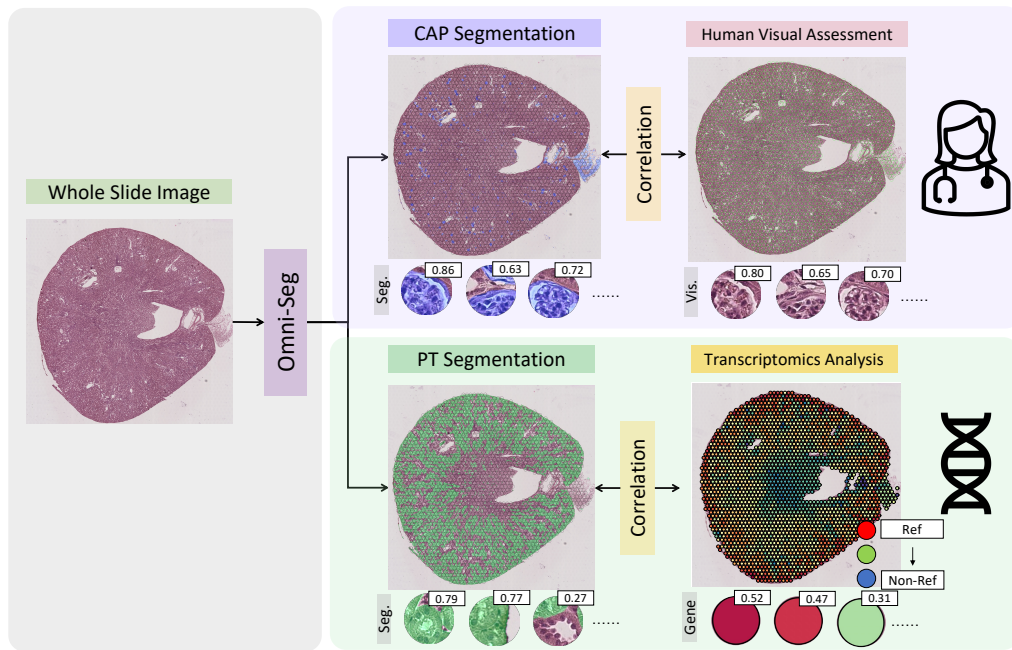 Whole Slide Image
Omni-Seg
CAP Segmentation
Human Visual Assessment
Correlation
Seg.
0.86
0.63
0.72
......
Vis.
0.80
0.65
0.70
......
PT Segmentation
Transcriptomics Analysis
Correlation
Ref
Non-Ref
Seg.
0.79
0.77
0.27
......
Gene
0.52
0.47
0.31
......